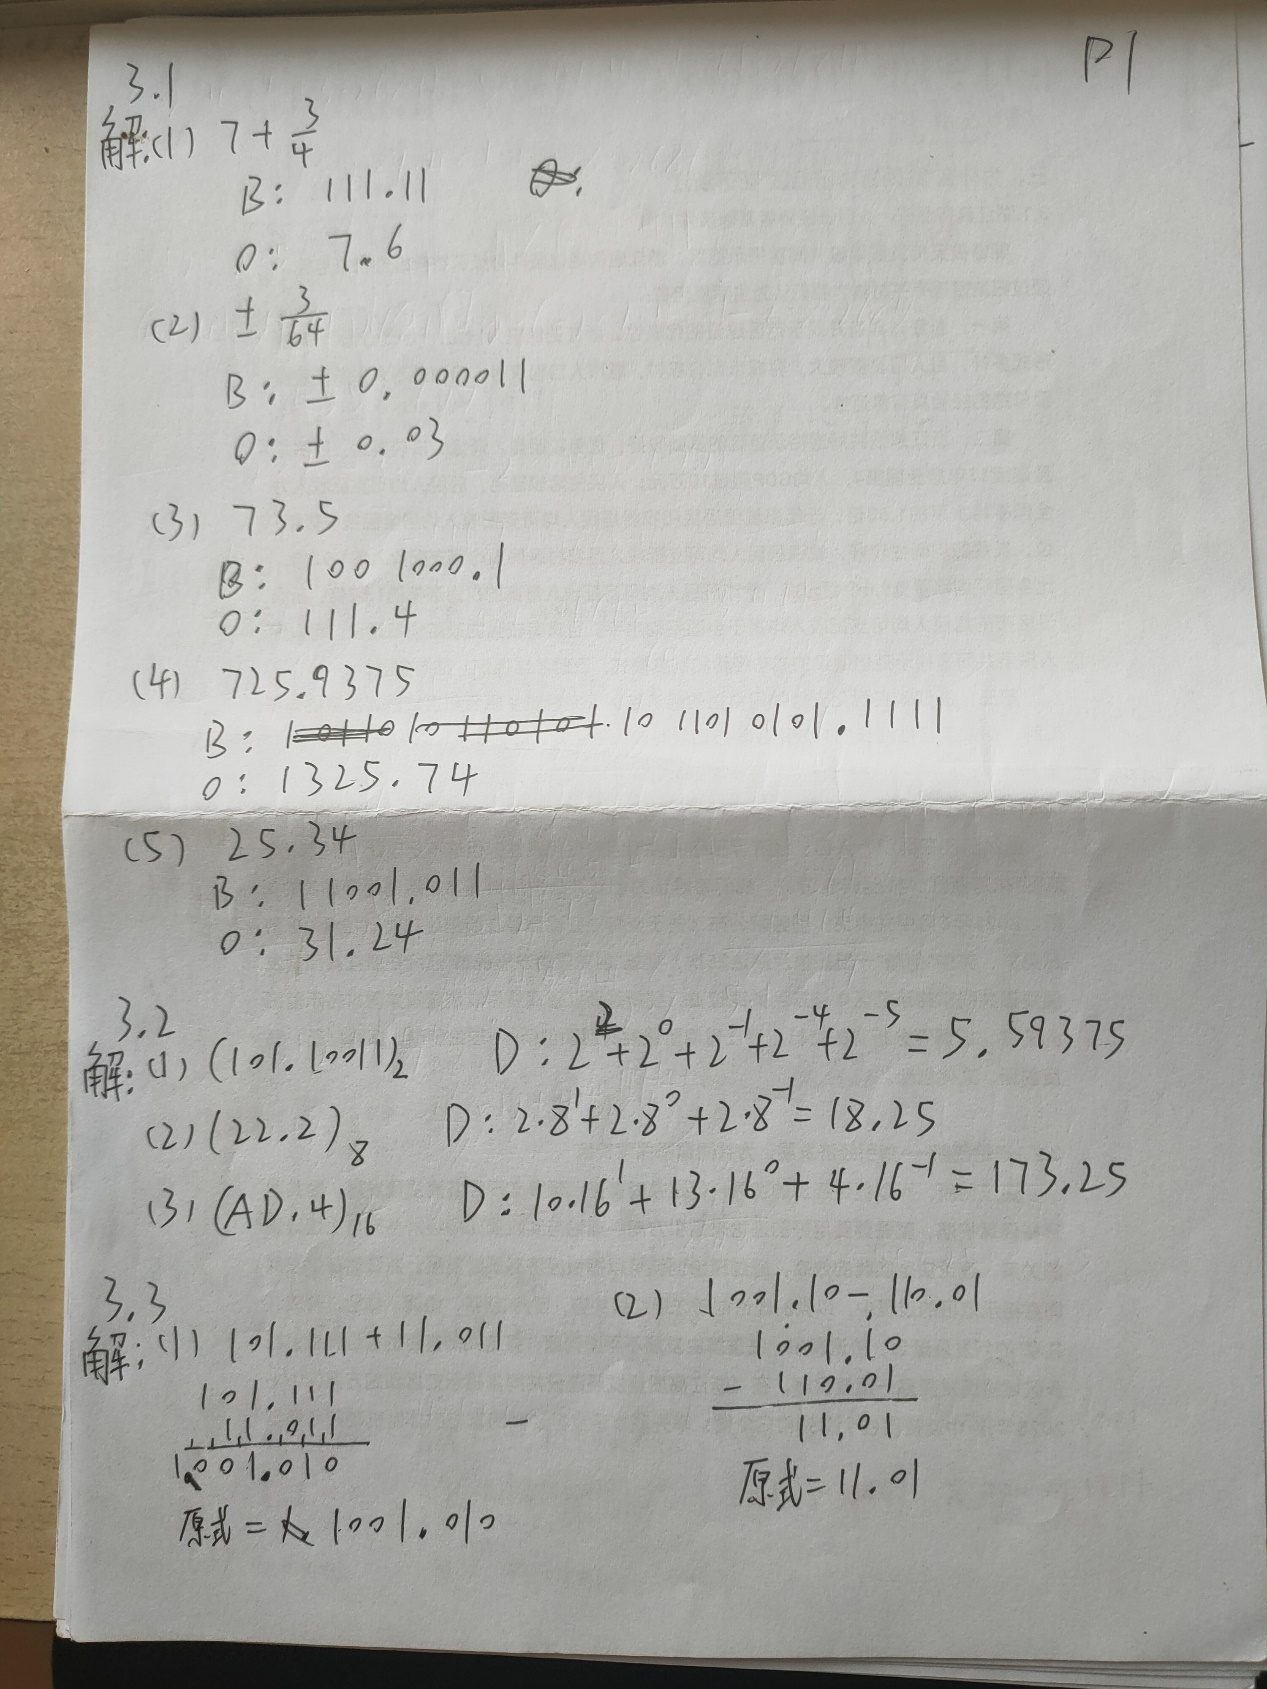 P1
3.1
解:(1) 7+3/4
B: 111.11
O: 7.6
(2) ±3/64
B: ±0.000011
O: ±0.03
(3) 73.5
B: 1001000.1
O: 111.4
(4) 725.9375
B: 1011010101.1111
O: 1325.74
(5) 25.34
B: 11001.011
O: 31.24
3.2
解:(1) (101.10011)₂ D: 2²+2⁰+2⁻¹+2⁻⁴+2⁻⁵=5.59375
(2) (22.2)₈ D: 2·8¹+2·8⁰+2·8⁻¹=18.25
(3) (AD.4)₁₆ D: 10·16¹+13·16⁰+4·16⁻¹=173.25
3.3
解:(1) 101.111+11.011
101.111
11.011
1001.010
原式=1001.010
(2) 1001.10-110.01
1001.10
-110.01
11.01
原式=11.01